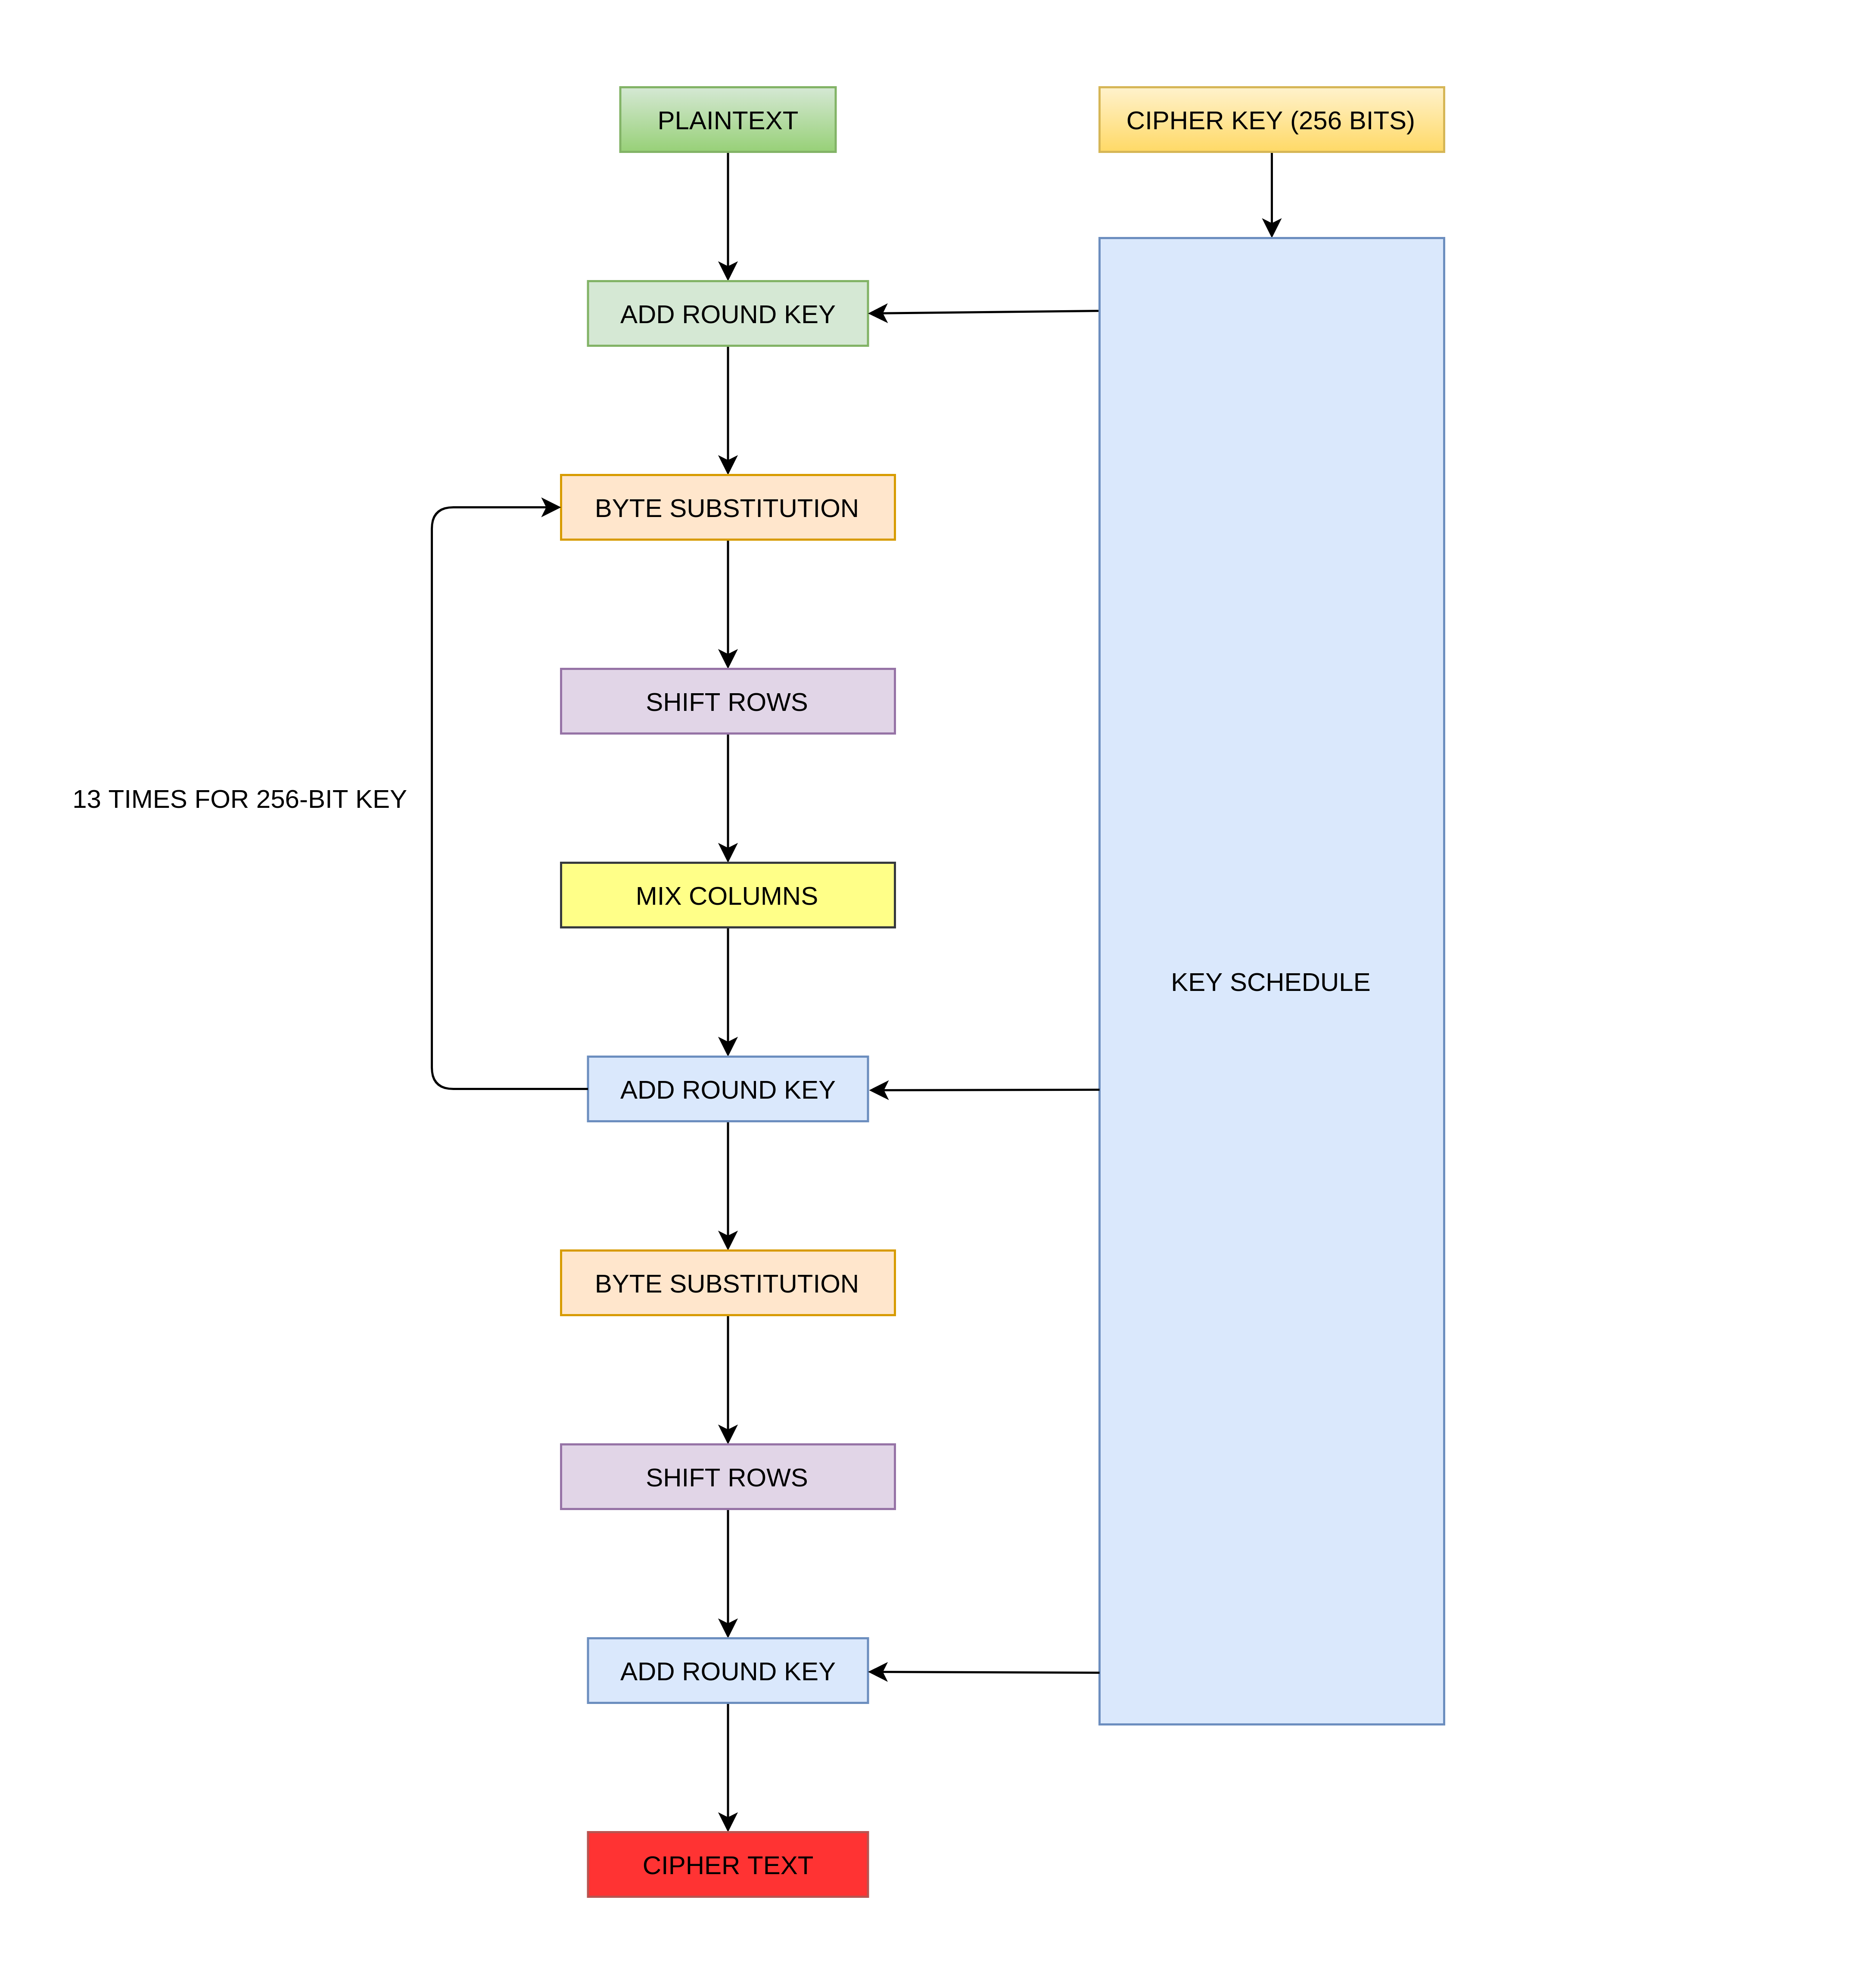 PLAINTEXT
CIPHER KEY (256 BITS)
ADD ROUND KEY
BYTE SUBSTITUTION
SHIFT ROWS
13 TIMES FOR 256-BIT KEY
MIX COLUMNS
KEY SCHEDULE
ADD ROUND KEY
BYTE SUBSTITUTION
SHIFT ROWS
ADD ROUND KEY
CIPHER TEXT